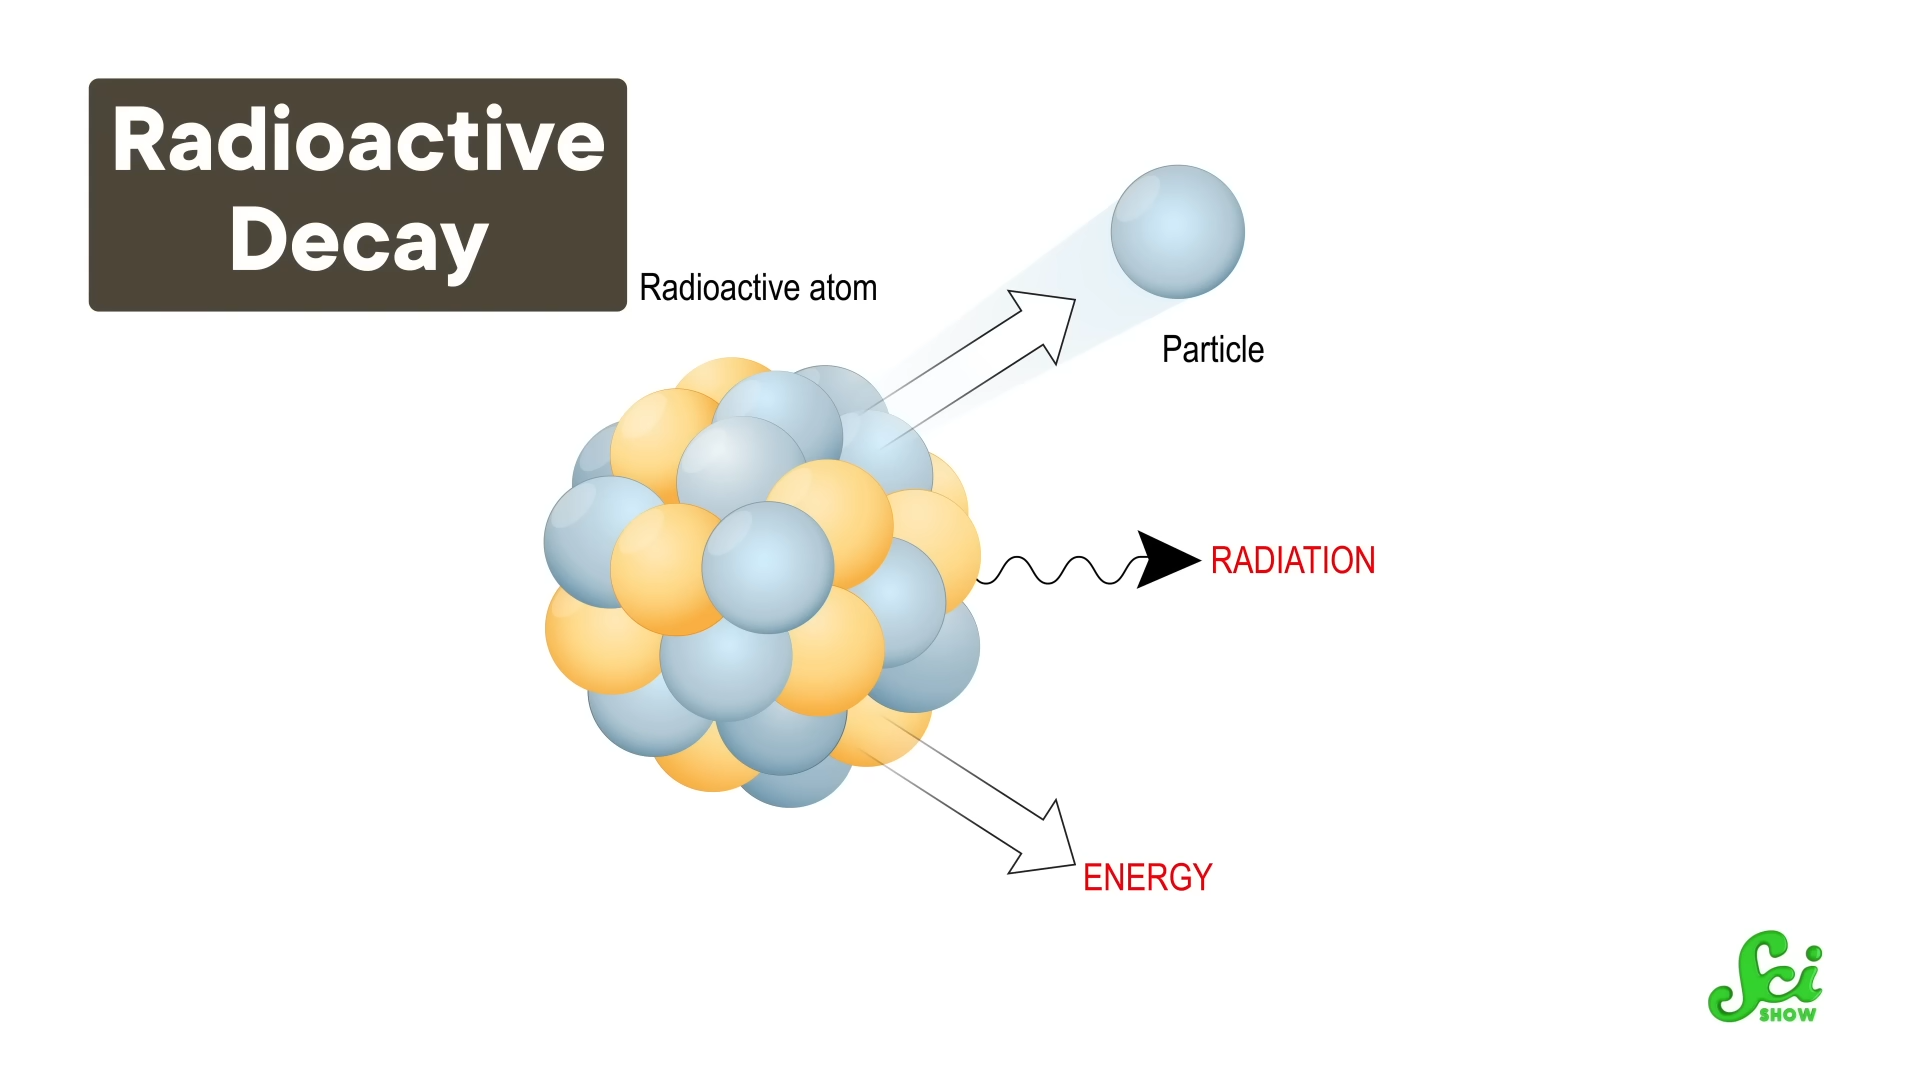 Radioactive
Decay
Radioactive atom
Particle
RADIATION
ENERGY
Sci
SHOW